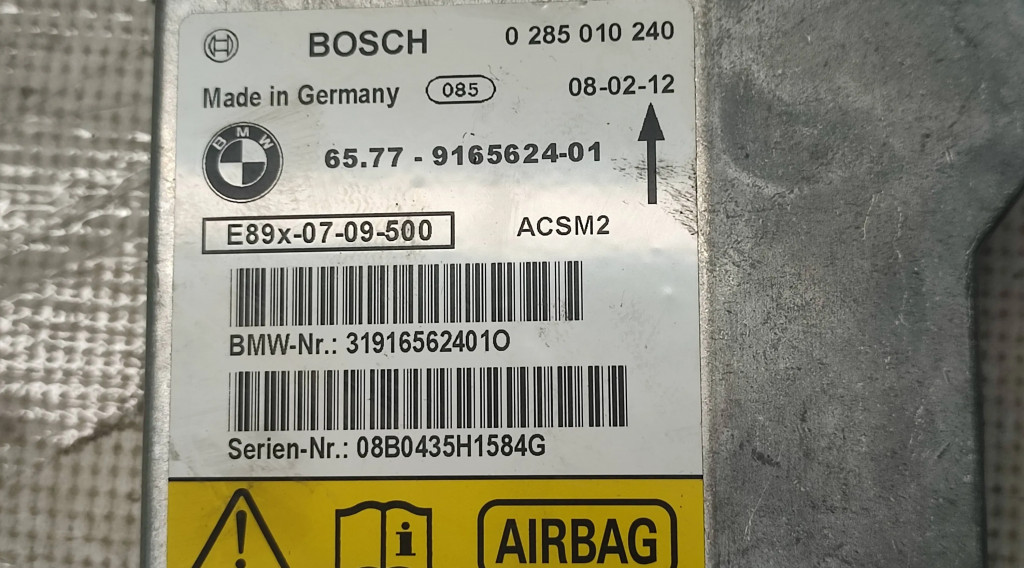 BOSCH 0 285 010 240
Made in Germany 085 08-02-12
BMW 65.77 - 9165624-01
E89x-07-09-500 ACSM2
BMW-Nr.: 31916562401O
Serien-Nr.: 08B0435H1584G
i AIRBAG